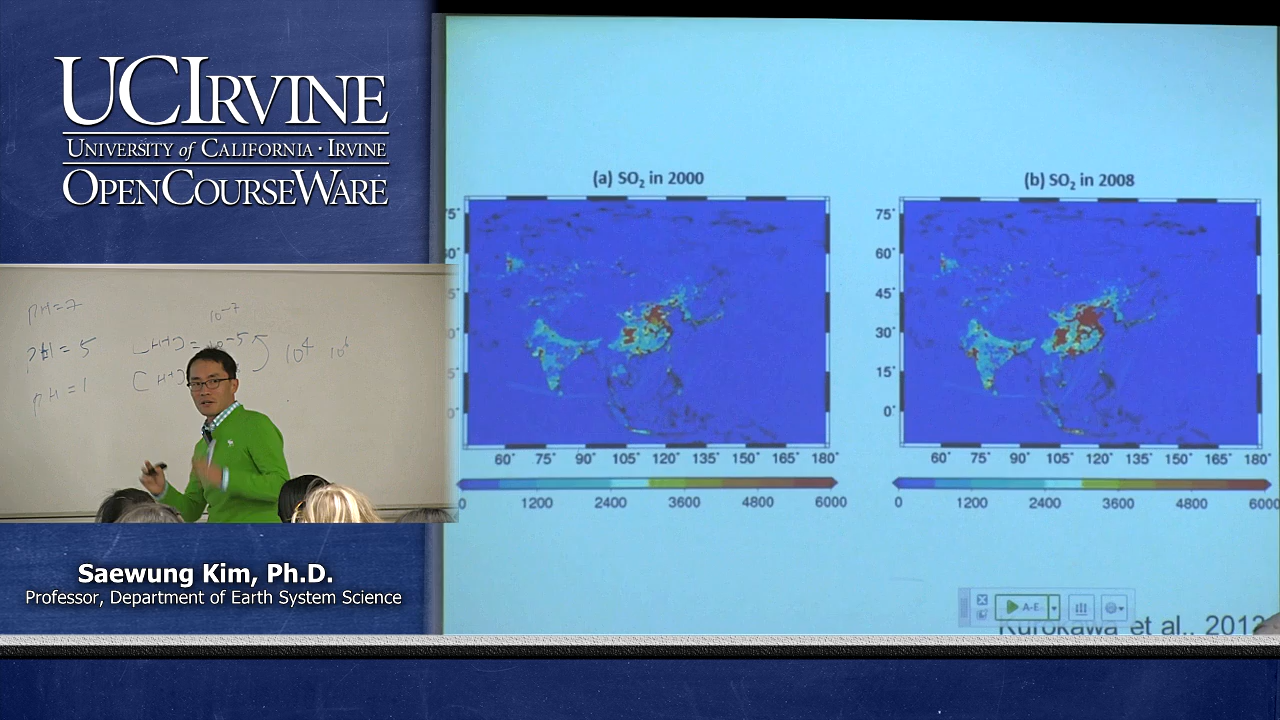 UCIRVINE
UNIVERSITY of CALIFORNIA · IRVINE
OPENCOURSEWARE
pH=7
10⁻⁷
pH = 5
[H+] = 10⁻⁵
10⁴
10⁶
pH = 1
[H+]
Saewung Kim, Ph.D.
Professor, Department of Earth System Science
(a) SO₂ in 2000
75˚
60˚
45˚
30˚
15˚
0˚
60˚ 75˚ 90˚ 105˚ 120˚ 135˚ 150˚ 165˚ 180˚
0 1200 2400 3600 4800 6000
(b) SO₂ in 2008
75˚
60˚
45˚
30˚
15˚
0˚
60˚ 75˚ 90˚ 105˚ 120˚ 135˚ 150˚ 165˚ 180˚
0 1200 2400 3600 4800 6000
A-E
Kurokawa et al., 2012